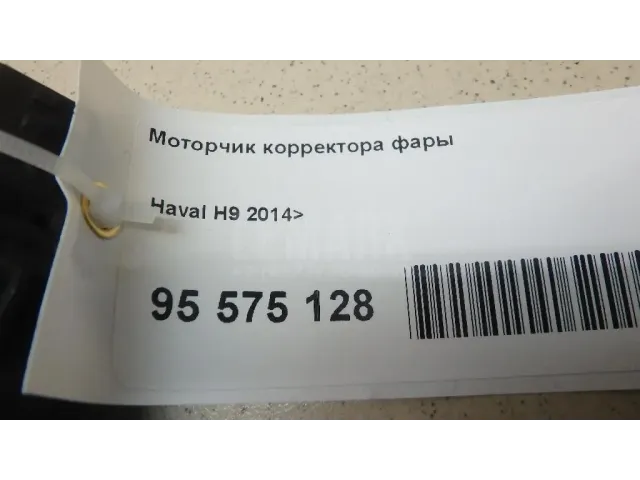 Моторчик корректора фары
Haval H9 2014>
95 575 128